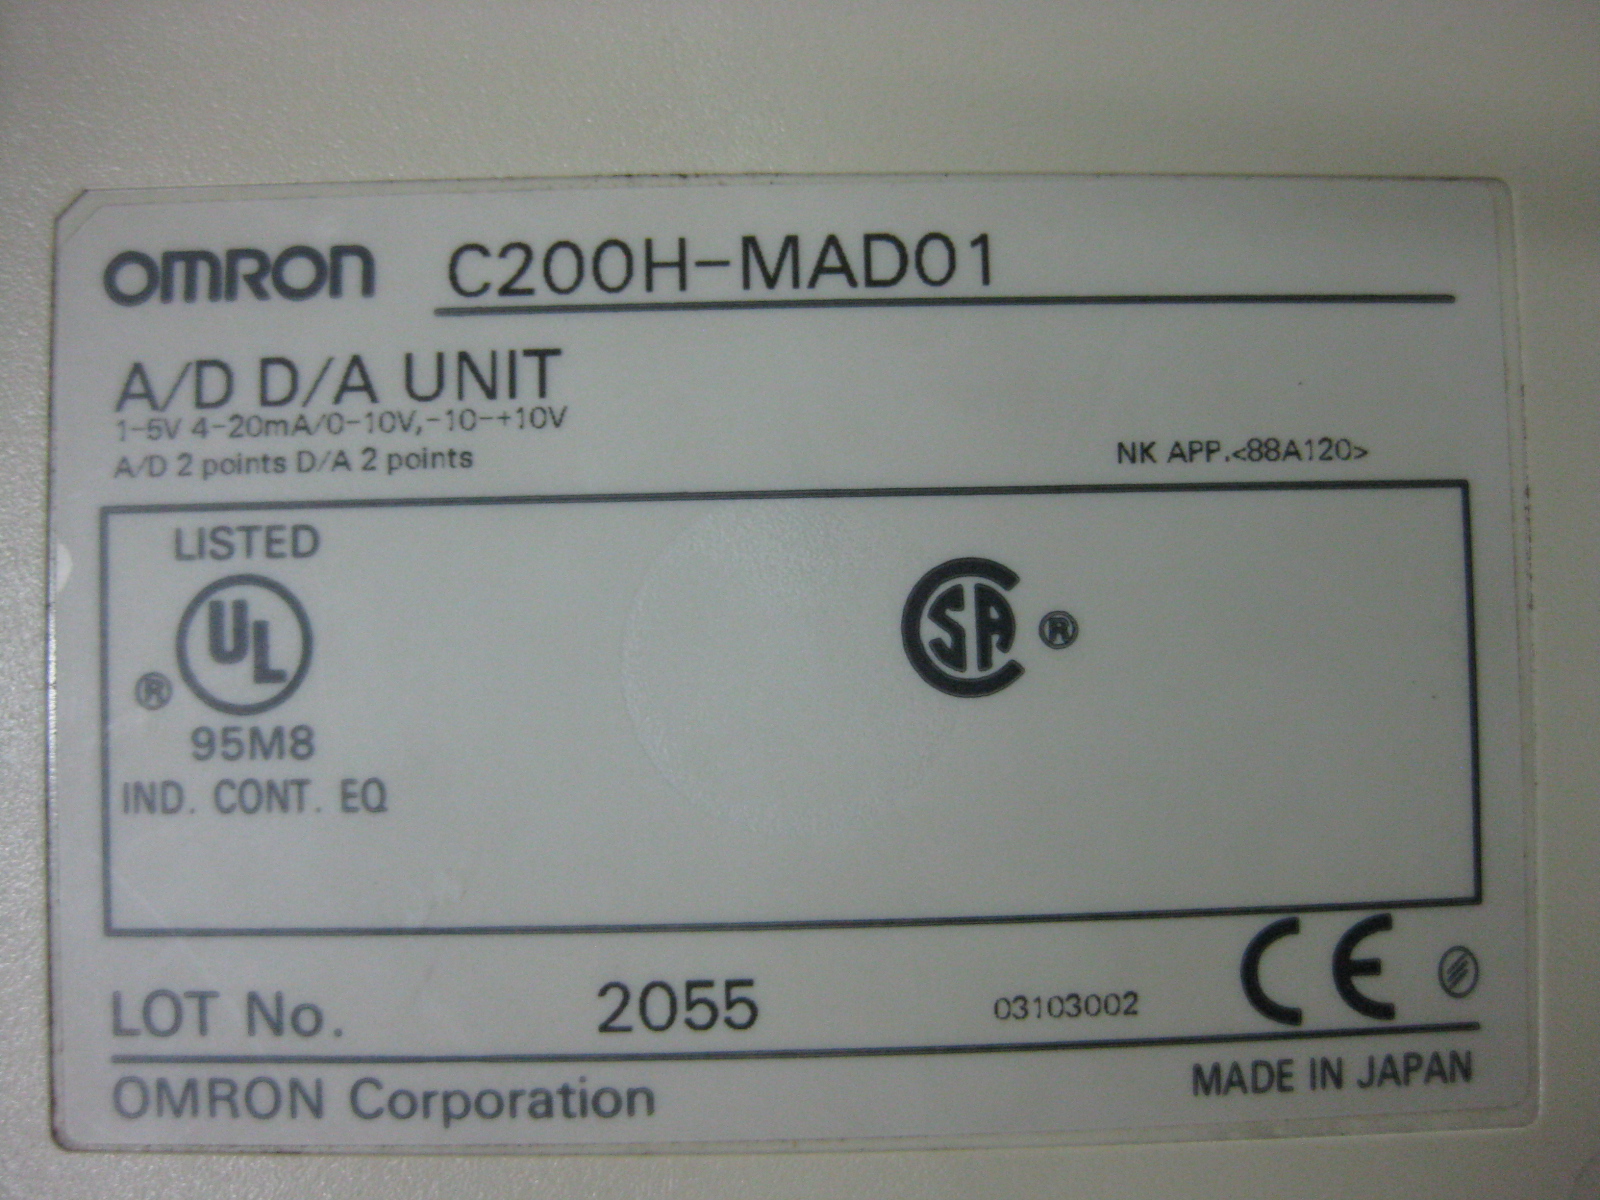 OMRON C200H-MAD01
A/D D/A UNIT
1-5V 4-20mA/0-10V,-10-+10V
A/D 2 points D/A 2 points
NK APP.<88A120>
LISTED
UL
®
95M8
IND. CONT. EQ
CSA ®
LOT No. 2055 03103002 CE
OMRON Corporation
MADE IN JAPAN